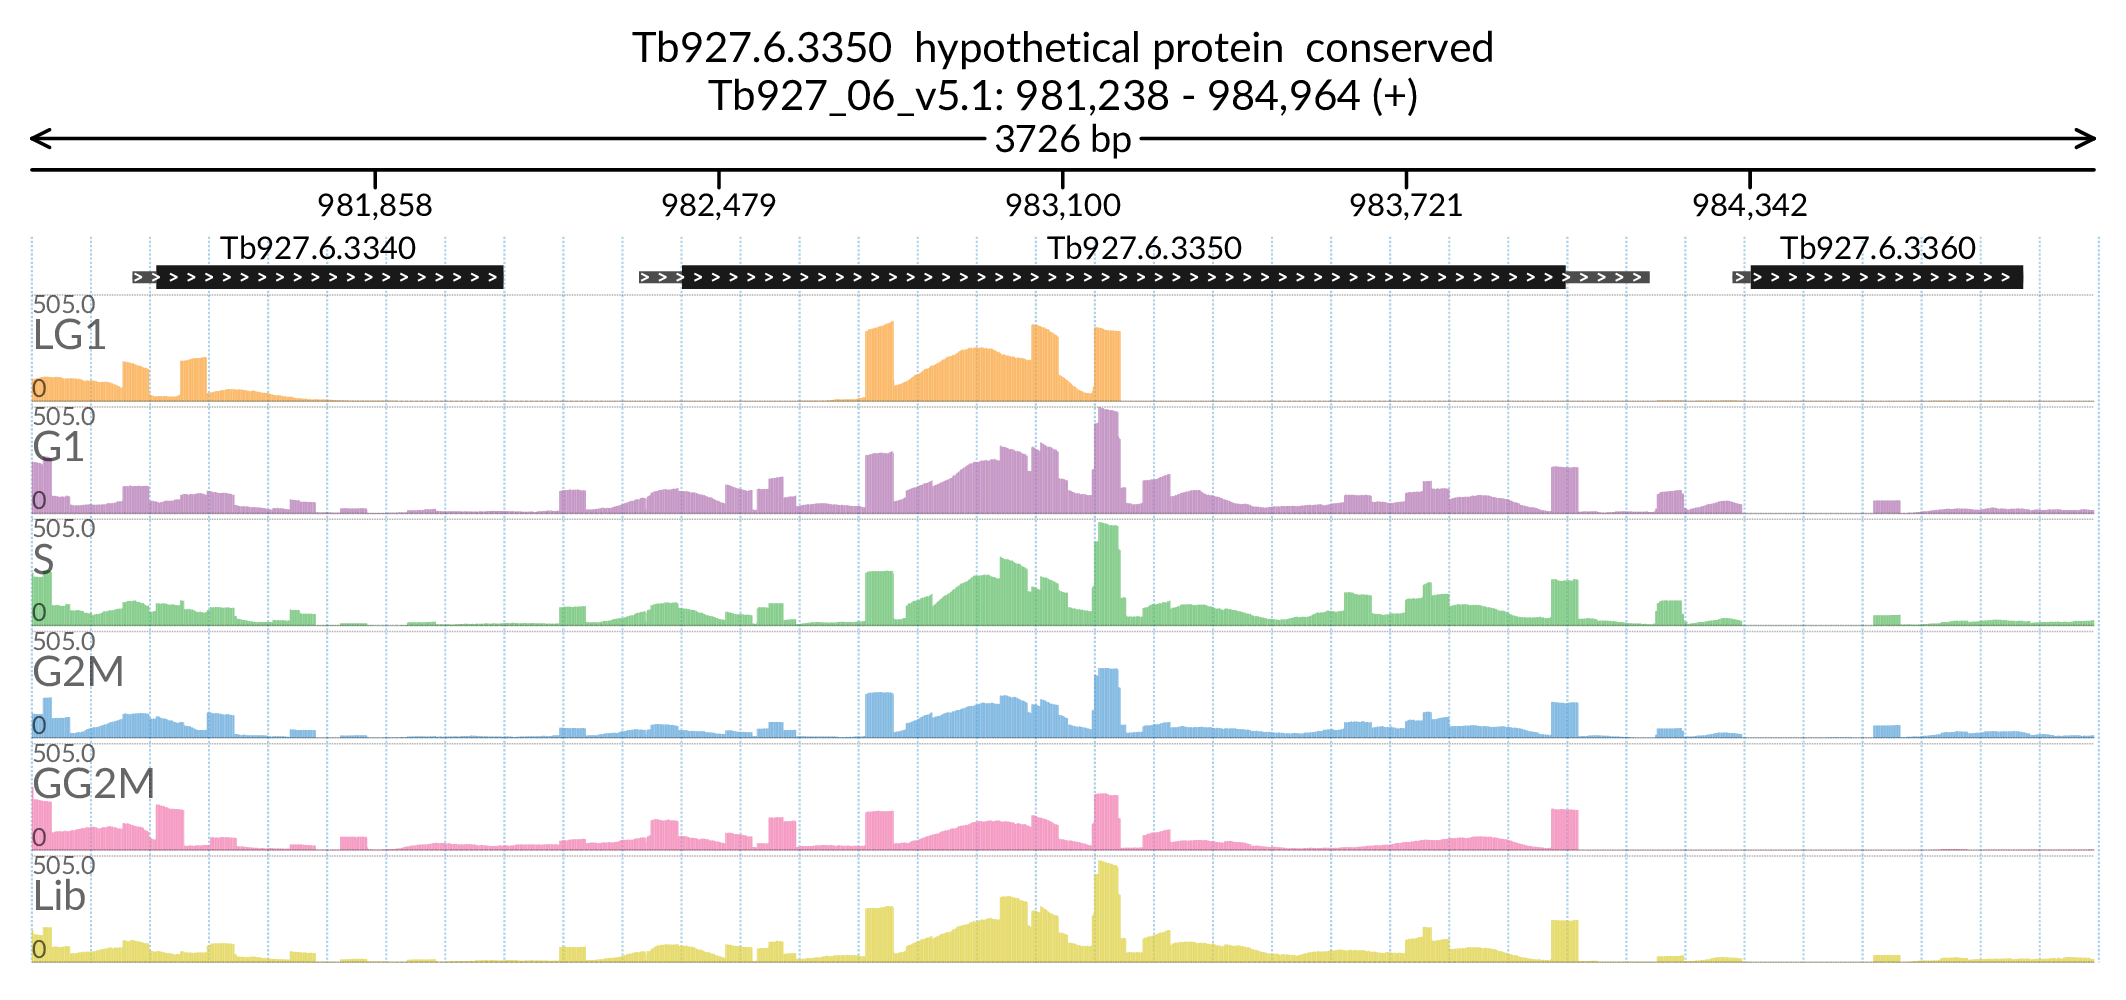 Tb927.6.3350  hypothetical protein  conserved
Tb927_06_v5.1: 981,238 - 984,964 (+)
3726 bp
981,858 982,479 983,100 983,721 984,342
Tb927.6.3340 Tb927.6.3350 Tb927.6.3360
505.0
LG1
0
505.0
G1
0
505.0
S
0
505.0
G2M
0
505.0
GG2M
0
505.0
Lib
0